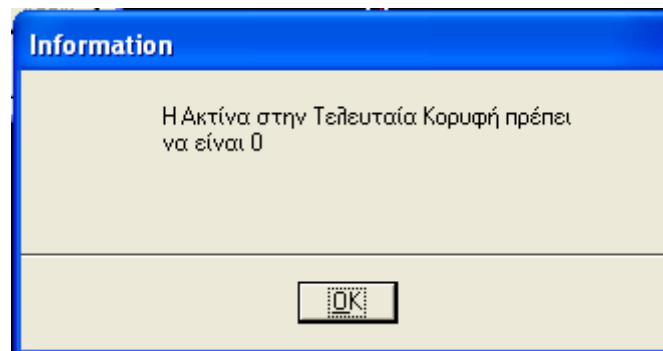 Information
Η Ακτίνα στην Τελευταία Κορυφή πρέπει
να είναι 0
OK